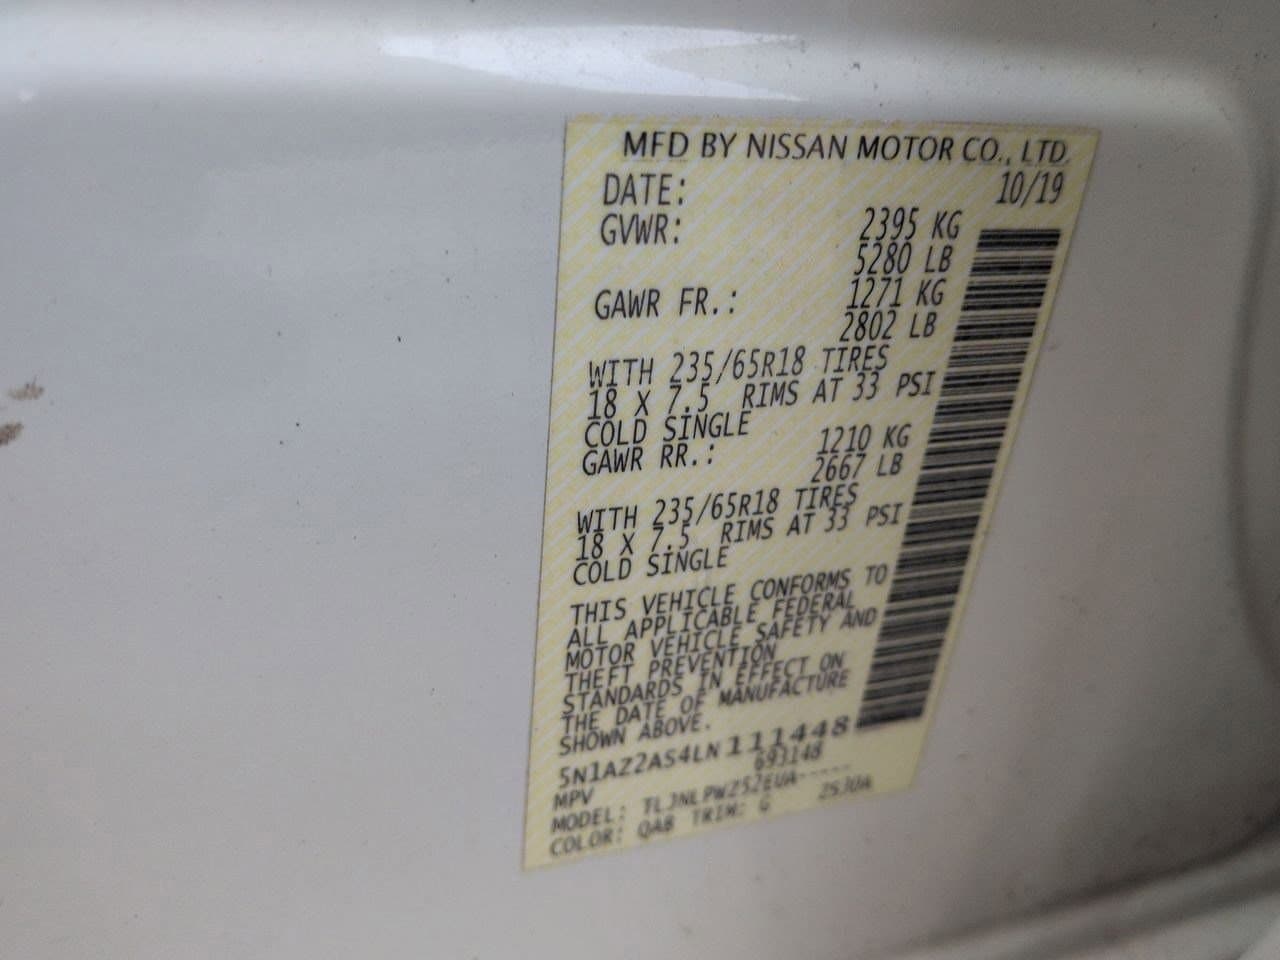 MFD BY NISSAN MOTOR CO., LTD.
DATE: 10/19
GVWR: 2395 KG
5280 LB
GAWR FR.: 1271 KG
2802 LB
WITH 235/65R18 TIRES
18 X 7.5 RIMS AT 33 PSI
COLD SINGLE
GAWR RR.: 1210 KG
2667 LB
WITH 235/65R18 TIRES
18 X 7.5 RIMS AT 33 PSI
COLD SINGLE
THIS VEHICLE CONFORMS TO
ALL APPLICABLE FEDERAL
MOTOR VEHICLE SAFETY AND
THEFT PREVENTION
STANDARDS IN EFFECT ON
THE DATE OF MANUFACTURE
SHOWN ABOVE.
5N1AZ2AS4LN111448
MPV 693148
MODEL: TLJNLPWZ52EUA-----
COLOR: QAB TRIM: G 2S30A